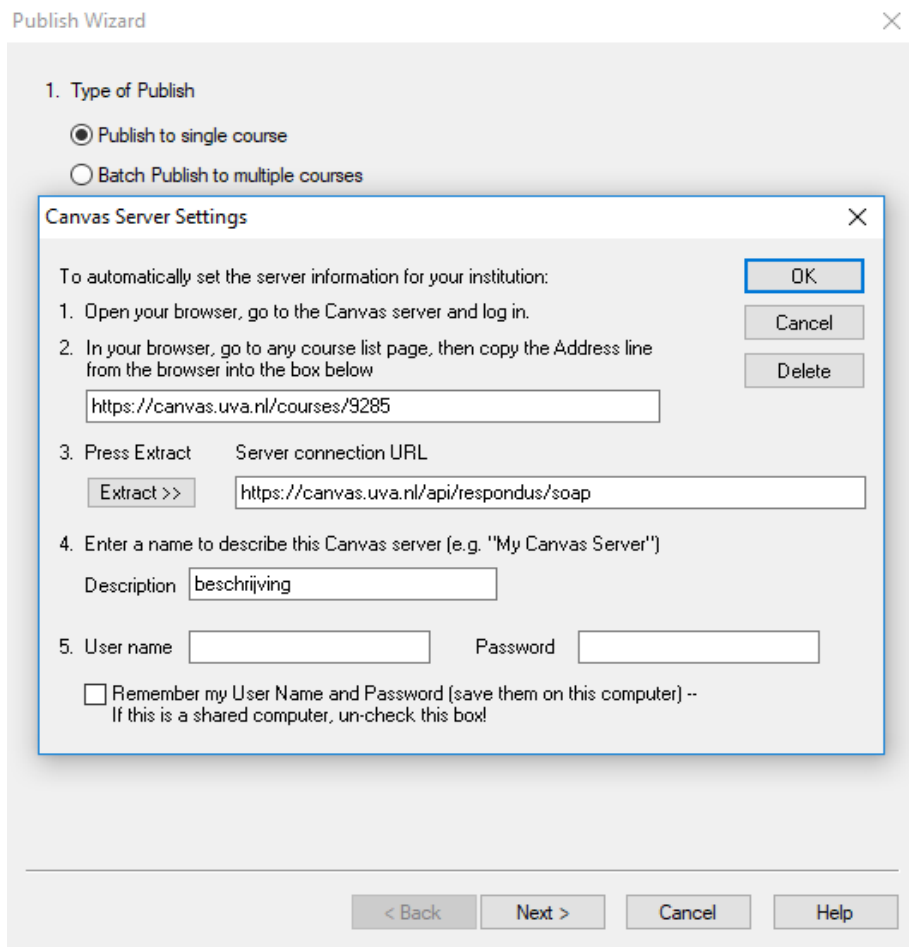 Publish Wizard
1. Type of Publish
Publish to single course
Batch Publish to multiple courses
Canvas Server Settings
To automatically set the server information for your institution:
OK
1. Open your browser, go to the Canvas server and log in.
Cancel
2. In your browser, go to any course list page, then copy the Address line
from the browser into the box below
Delete
https://canvas.uva.nl/courses/9285
3. Press Extract Server connection URL
Extract >> https://canvas.uva.nl/api/respondus/soap
4. Enter a name to describe this Canvas server (e.g. "My Canvas Server")
Description beschrijving
5. User name Password
Remember my User Name and Password (save them on this computer) --
If this is a shared computer, un-check this box!
< Back Next > Cancel Help